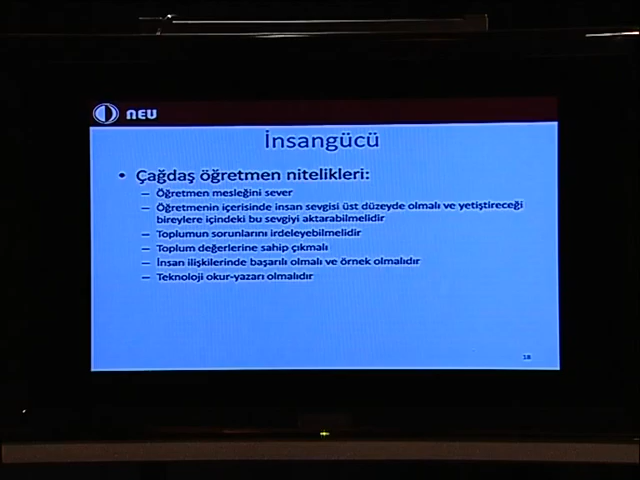 NEU
İnsangücü
• Çağdaş öğretmen nitelikleri:
– Öğretmen mesleğini sever
– Öğretmenin içerisinde insan sevgisi üst düzeyde olmalı ve yetiştireceği
bireylere içindeki bu sevgiyi aktarabilmelidir
– Toplumun sorunlarını irdeleyebilmelidir
– Toplum değerlerine sahip çıkmalı
– İnsan ilişkilerinde başarılı olmalı ve örnek olmalıdır
– Teknoloji okur-yazarı olmalıdır
18